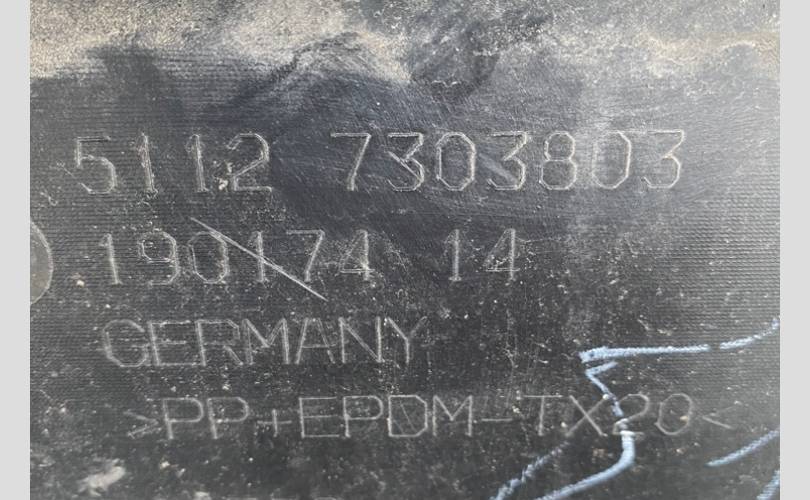 5112 7303803
190174 14
GERMANY
>PP+EPDM-TX20<